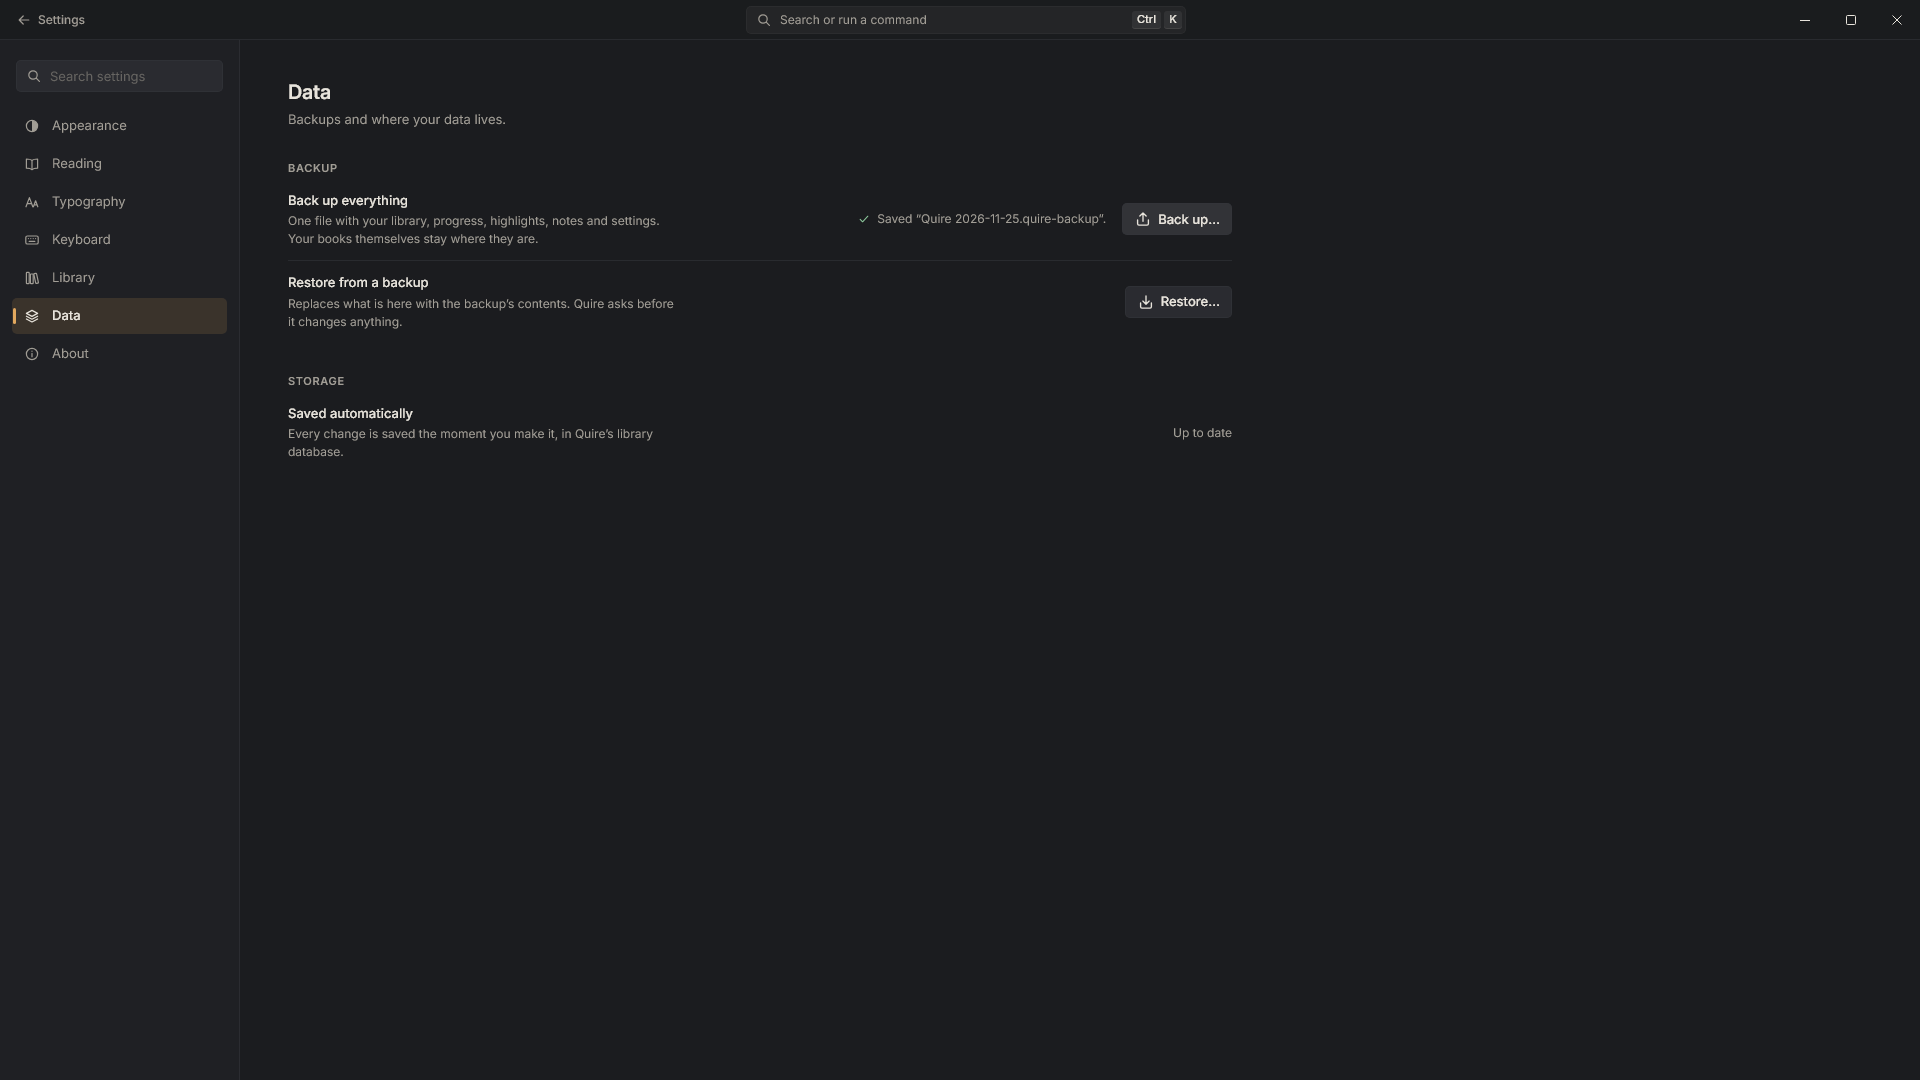 Settings
Search or run a command
Ctrl K
Search settings
Appearance
Reading
Typography
Keyboard
Library
Data
About
Data
Backups and where your data lives.
BACKUP
Back up everything
One file with your library, progress, highlights, notes and settings.
Your books themselves stay where they are.
Saved “Quire 2026-11-25.quire-backup”.
Back up...
Restore from a backup
Replaces what is here with the backup’s contents. Quire asks before
it changes anything.
Restore...
STORAGE
Saved automatically
Every change is saved the moment you make it, in Quire’s library
database.
Up to date